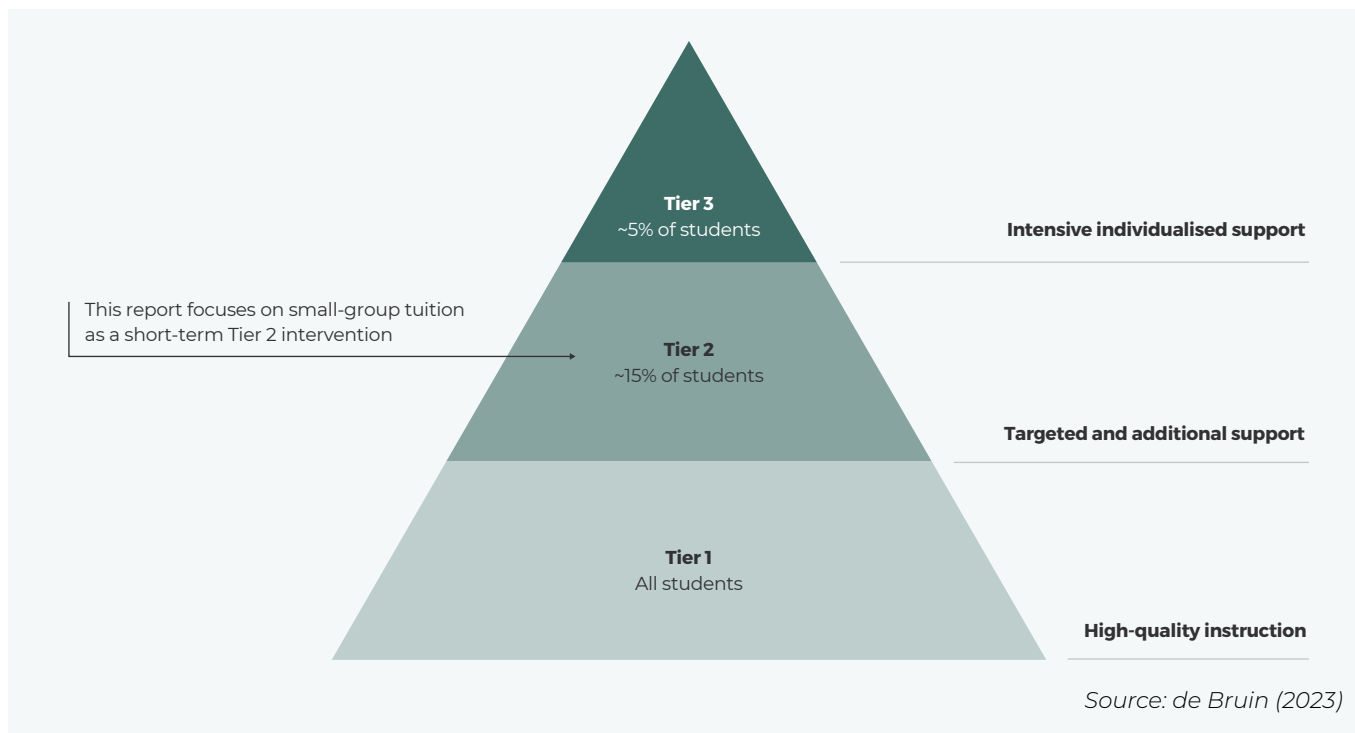 Tier 3
~5% of students
Intensive individualised support
This report focuses on small-group tuition
as a short-term Tier 2 intervention
Tier 2
~15% of students
Targeted and additional support
Tier 1
All students
High-quality instruction
Source: de Bruin (2023)